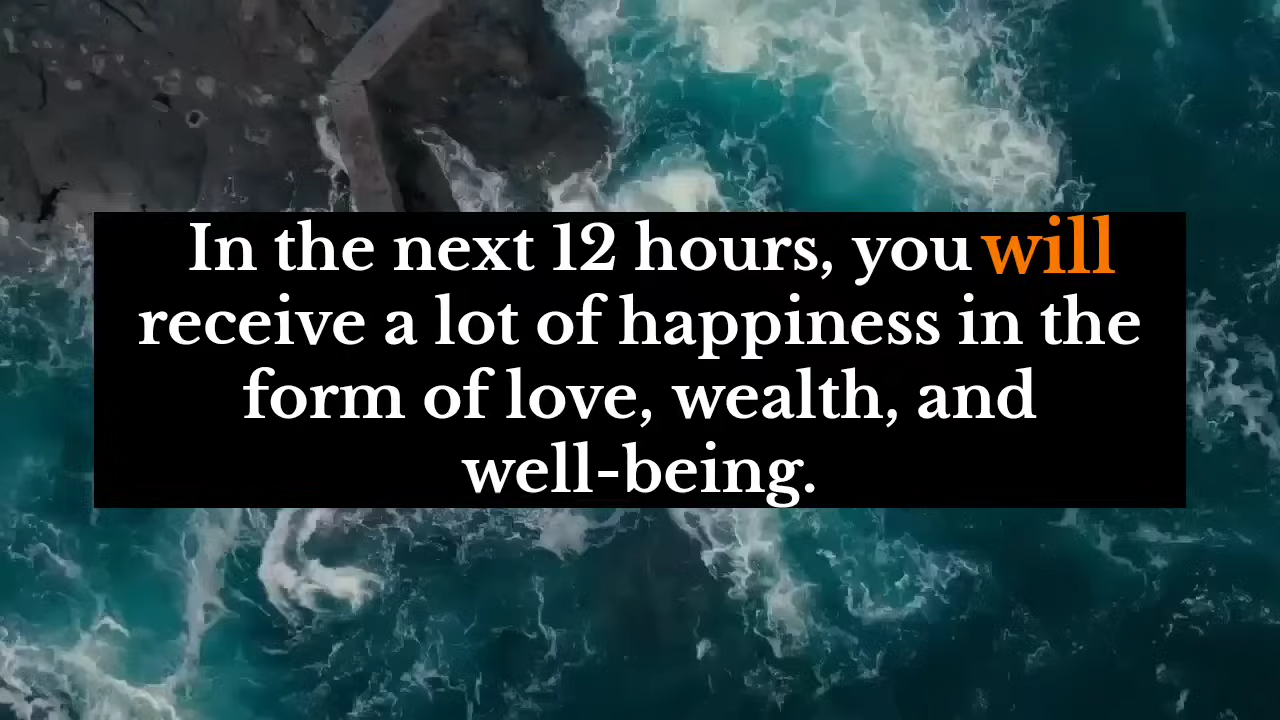 In the next 12 hours, you will
receive a lot of happiness in the
form of love, wealth, and
well-being.